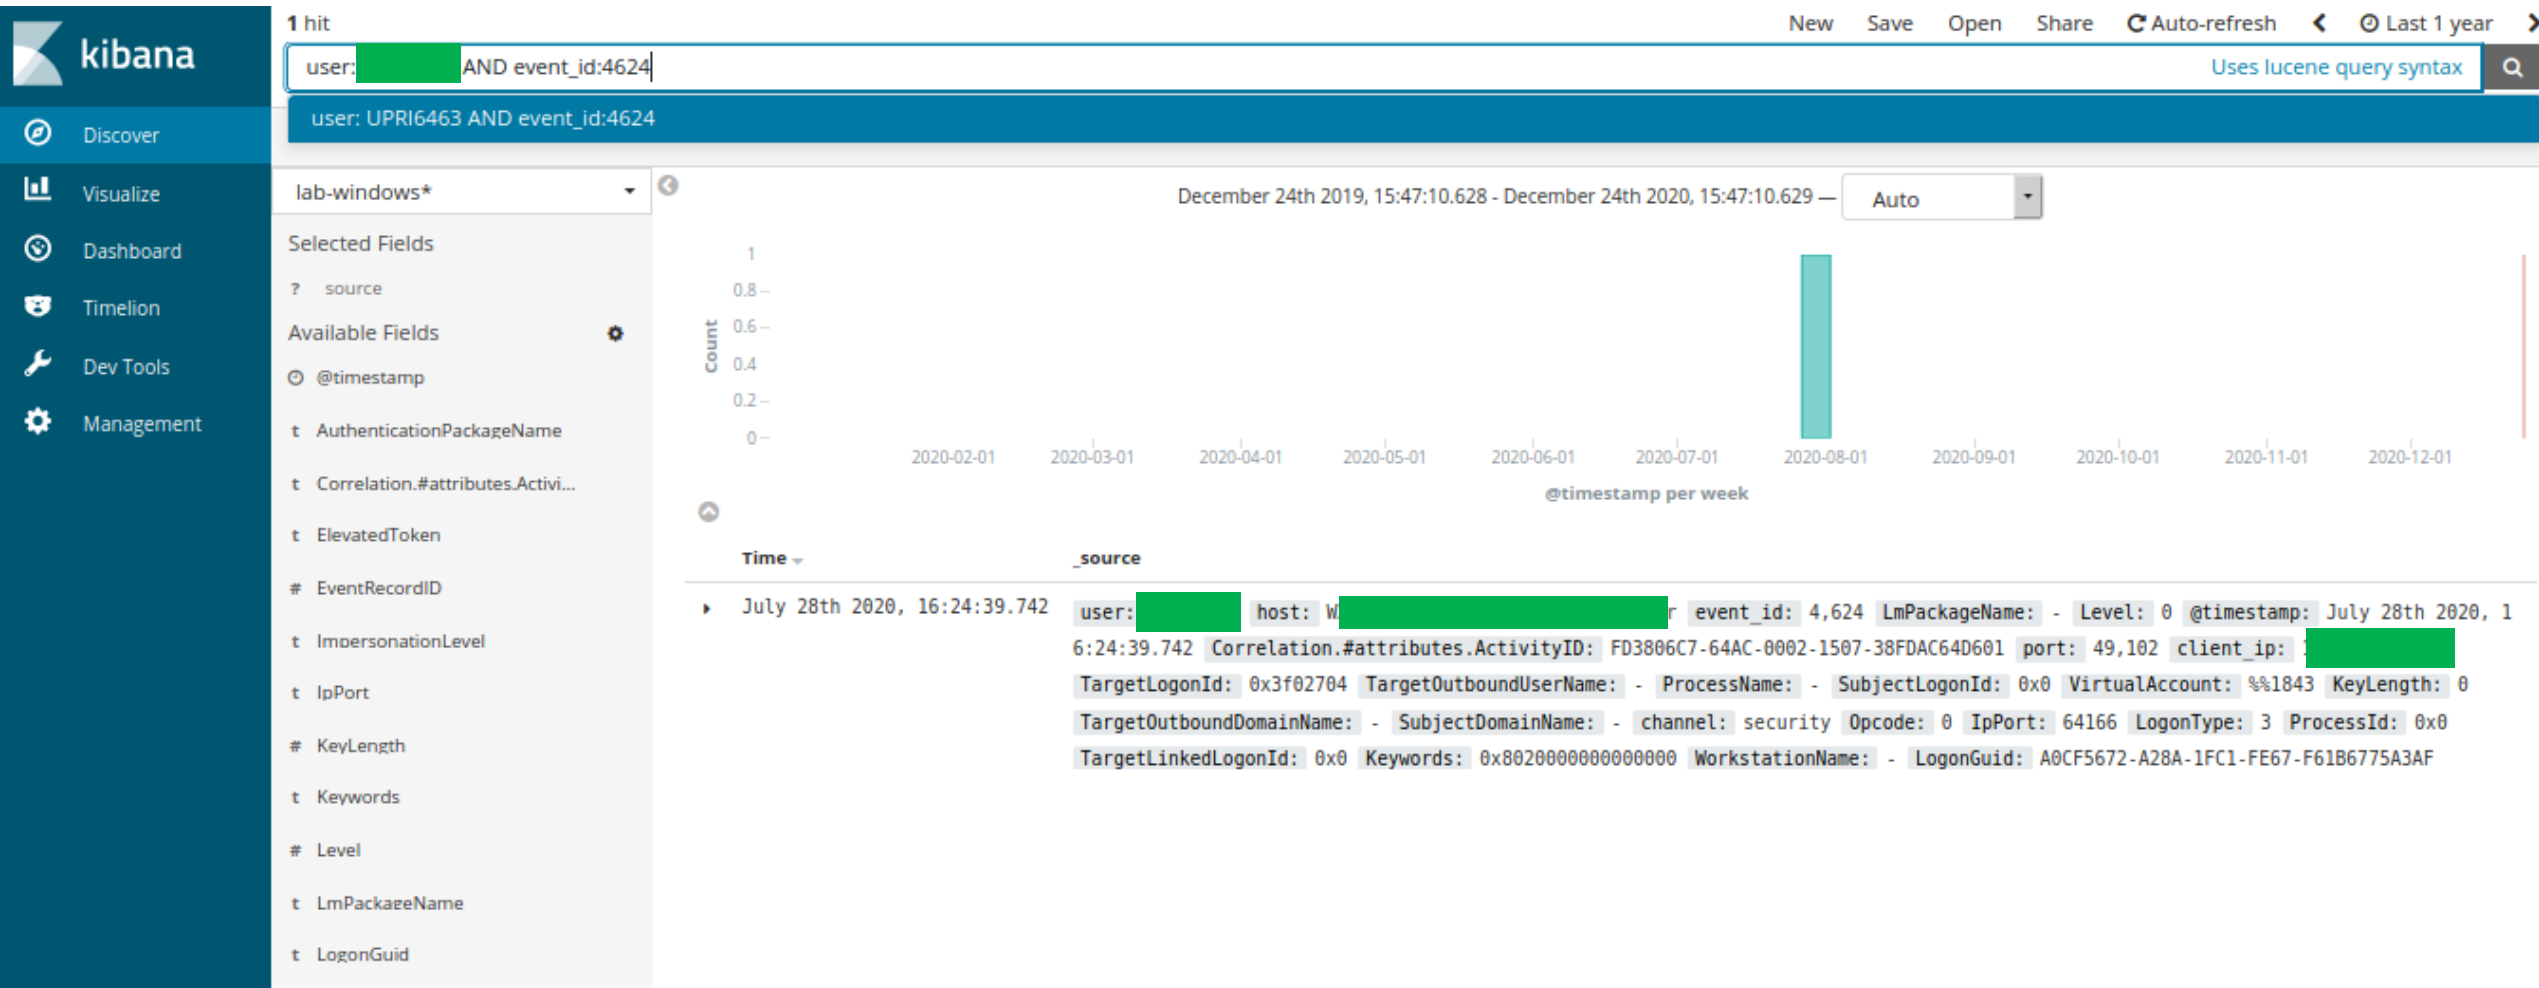 1 hit
New Save Open Share Auto-refresh Last 1 year
kibana
user: AND event_id:4624
Uses lucene query syntax
user: UPRI6463 AND event_id:4624
Discover
Visualize
Dashboard
Timelion
Dev Tools
Management
lab-windows*
Selected Fields
? source
Available Fields
@timestamp
t AuthenticationPackageName
t Correlation.#attributes.Activi...
t ElevatedToken
# EventRecordID
t ImpersonationLevel
t IpPort
# KeyLength
t Keywords
# Level
t LmPackageName
t LogonGuid
December 24th 2019, 15:47:10.628 - December 24th 2020, 15:47:10.629 — Auto
Count
1
0.8
0.6
0.4
0.2
0
2020-02-01 2020-03-01 2020-04-01 2020-05-01 2020-06-01 2020-07-01 2020-08-01 2020-09-01 2020-10-01 2020-11-01 2020-12-01
@timestamp per week
Time _source
July 28th 2020, 16:24:39.742
user: host: W r event_id: 4,624 LmPackageName: - Level: 0 @timestamp: July 28th 2020, 1
6:24:39.742 Correlation.#attributes.ActivityID: FD3806C7-64AC-0002-1507-38FDAC64D601 port: 49,102 client_ip:
TargetLogonId: 0x3f02704 TargetOutboundUserName: - ProcessName: - SubjectLogonId: 0x0 VirtualAccount: %%1843 KeyLength: 0
TargetOutboundDomainName: - SubjectDomainName: - channel: security Opcode: 0 IpPort: 64166 LogonType: 3 ProcessId: 0x0
TargetLinkedLogonId: 0x0 Keywords: 0x8020000000000000 WorkstationName: - LogonGuid: A0CF5672-A28A-1FC1-FE67-F61B6775A3AF